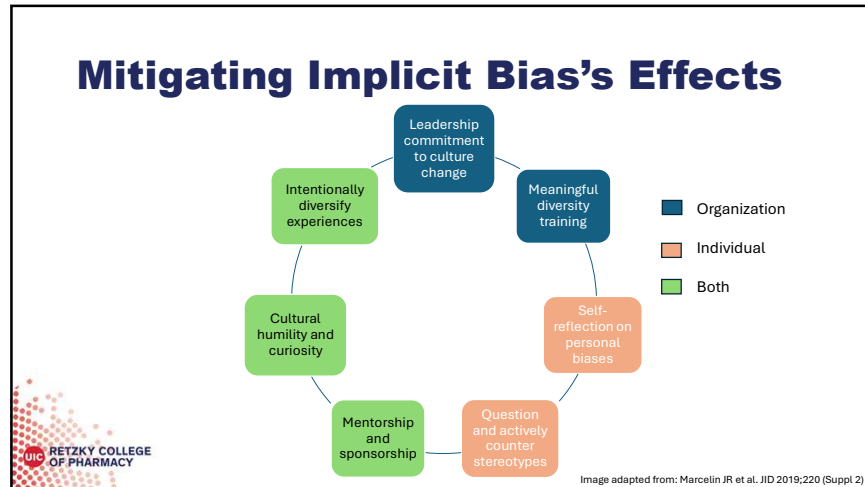 Mitigating Implicit Bias's Effects
Leadership
commitment
to culture
change
Meaningful
diversity
training
Self-
reflection on
personal
biases
Question
and actively
counter
stereotypes
Mentorship
and
sponsorship
Cultural
humility and
curiosity
Intentionally
diversify
experiences
Organization
Individual
Both
UIC
RETZKY COLLEGE
OF PHARMACY
Image adapted from: Marcelin JR et al. JID 2019;220 (Suppl 2)